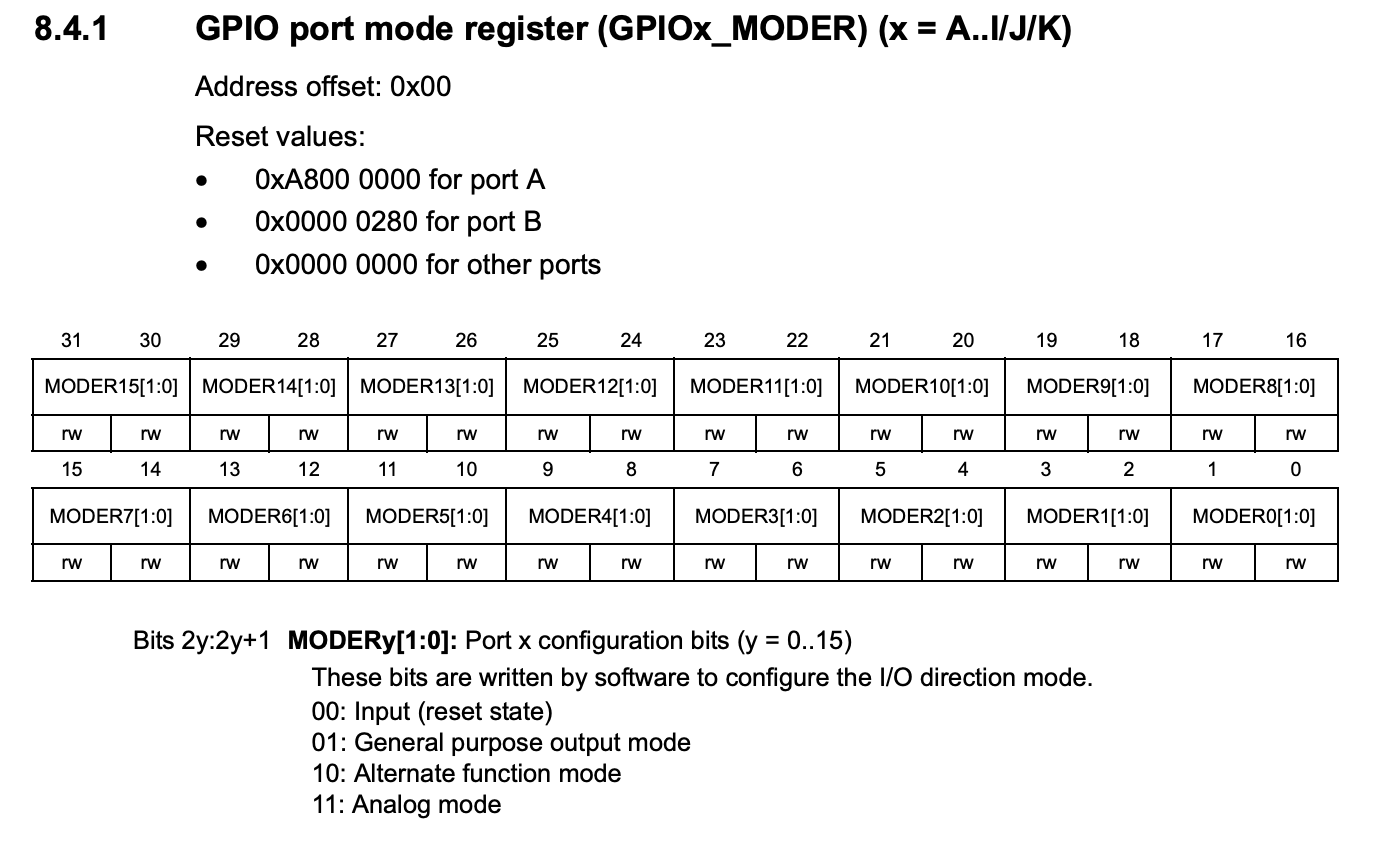 8.4.1 GPIO port mode register (GPIOx_MODER) (x = A..I/J/K)
Address offset: 0x00
Reset values:
• 0xA800 0000 for port A
• 0x0000 0280 for port B
• 0x0000 0000 for other ports
31 30 29 28 27 26 25 24 23 22 21 20 19 18 17 16
MODER15[1:0] MODER14[1:0] MODER13[1:0] MODER12[1:0] MODER11[1:0] MODER10[1:0] MODER9[1:0] MODER8[1:0]
rw rw rw rw rw rw rw rw rw rw rw rw rw rw rw rw
15 14 13 12 11 10 9 8 7 6 5 4 3 2 1 0
MODER7[1:0] MODER6[1:0] MODER5[1:0] MODER4[1:0] MODER3[1:0] MODER2[1:0] MODER1[1:0] MODER0[1:0]
rw rw rw rw rw rw rw rw rw rw rw rw rw rw rw rw
Bits 2y:2y+1 MODERy[1:0]: Port x configuration bits (y = 0..15)
These bits are written by software to configure the I/O direction mode.
00: Input (reset state)
01: General purpose output mode
10: Alternate function mode
11: Analog mode